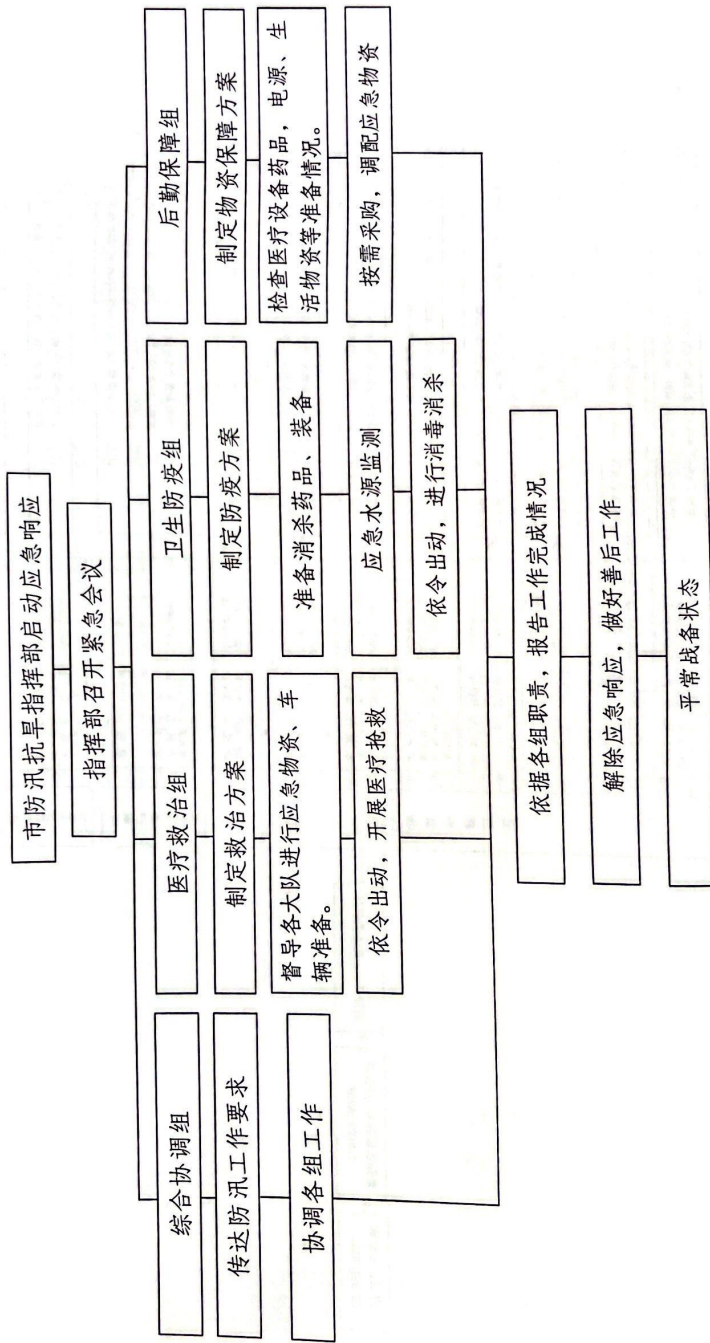 市防汛抗旱指挥部启动应急响应
指挥部召开紧急会议
综合协调组
传达防汛工作要求
协调各组工作
医疗救治组
制定救治方案
督导各大队进行应急物资、车
辆准备。
依令出动，开展医疗抢救
卫生防疫组
制定防疫方案
准备消杀药品、装备
应急水源监测
依令出动，进行消毒消杀
后勤保障组
制定物资保障方案
检查医疗设备药品，电源、生
活物资等准备情况。
按需采购，调配应急物资
依据各组职责，报告工作完成情况
解除应急响应，做好善后工作
平常战备状态